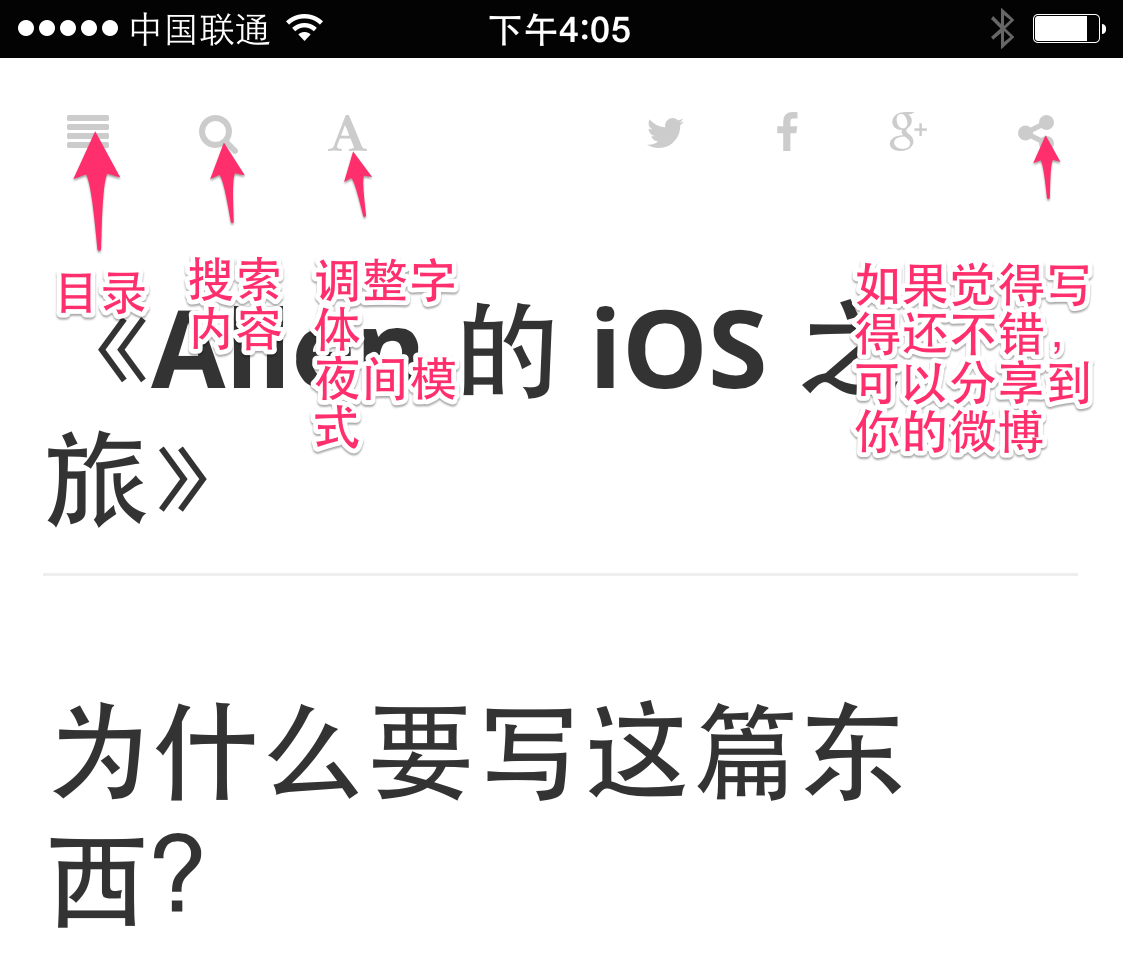 中国联通 下午4:05
A g+
目录
搜索
内容
调整字
体
夜间模
式
如果觉得写
得还不错,
可以分享到
你的微博
《Allen 的 iOS 之
旅》
为什么要写这篇东
西?